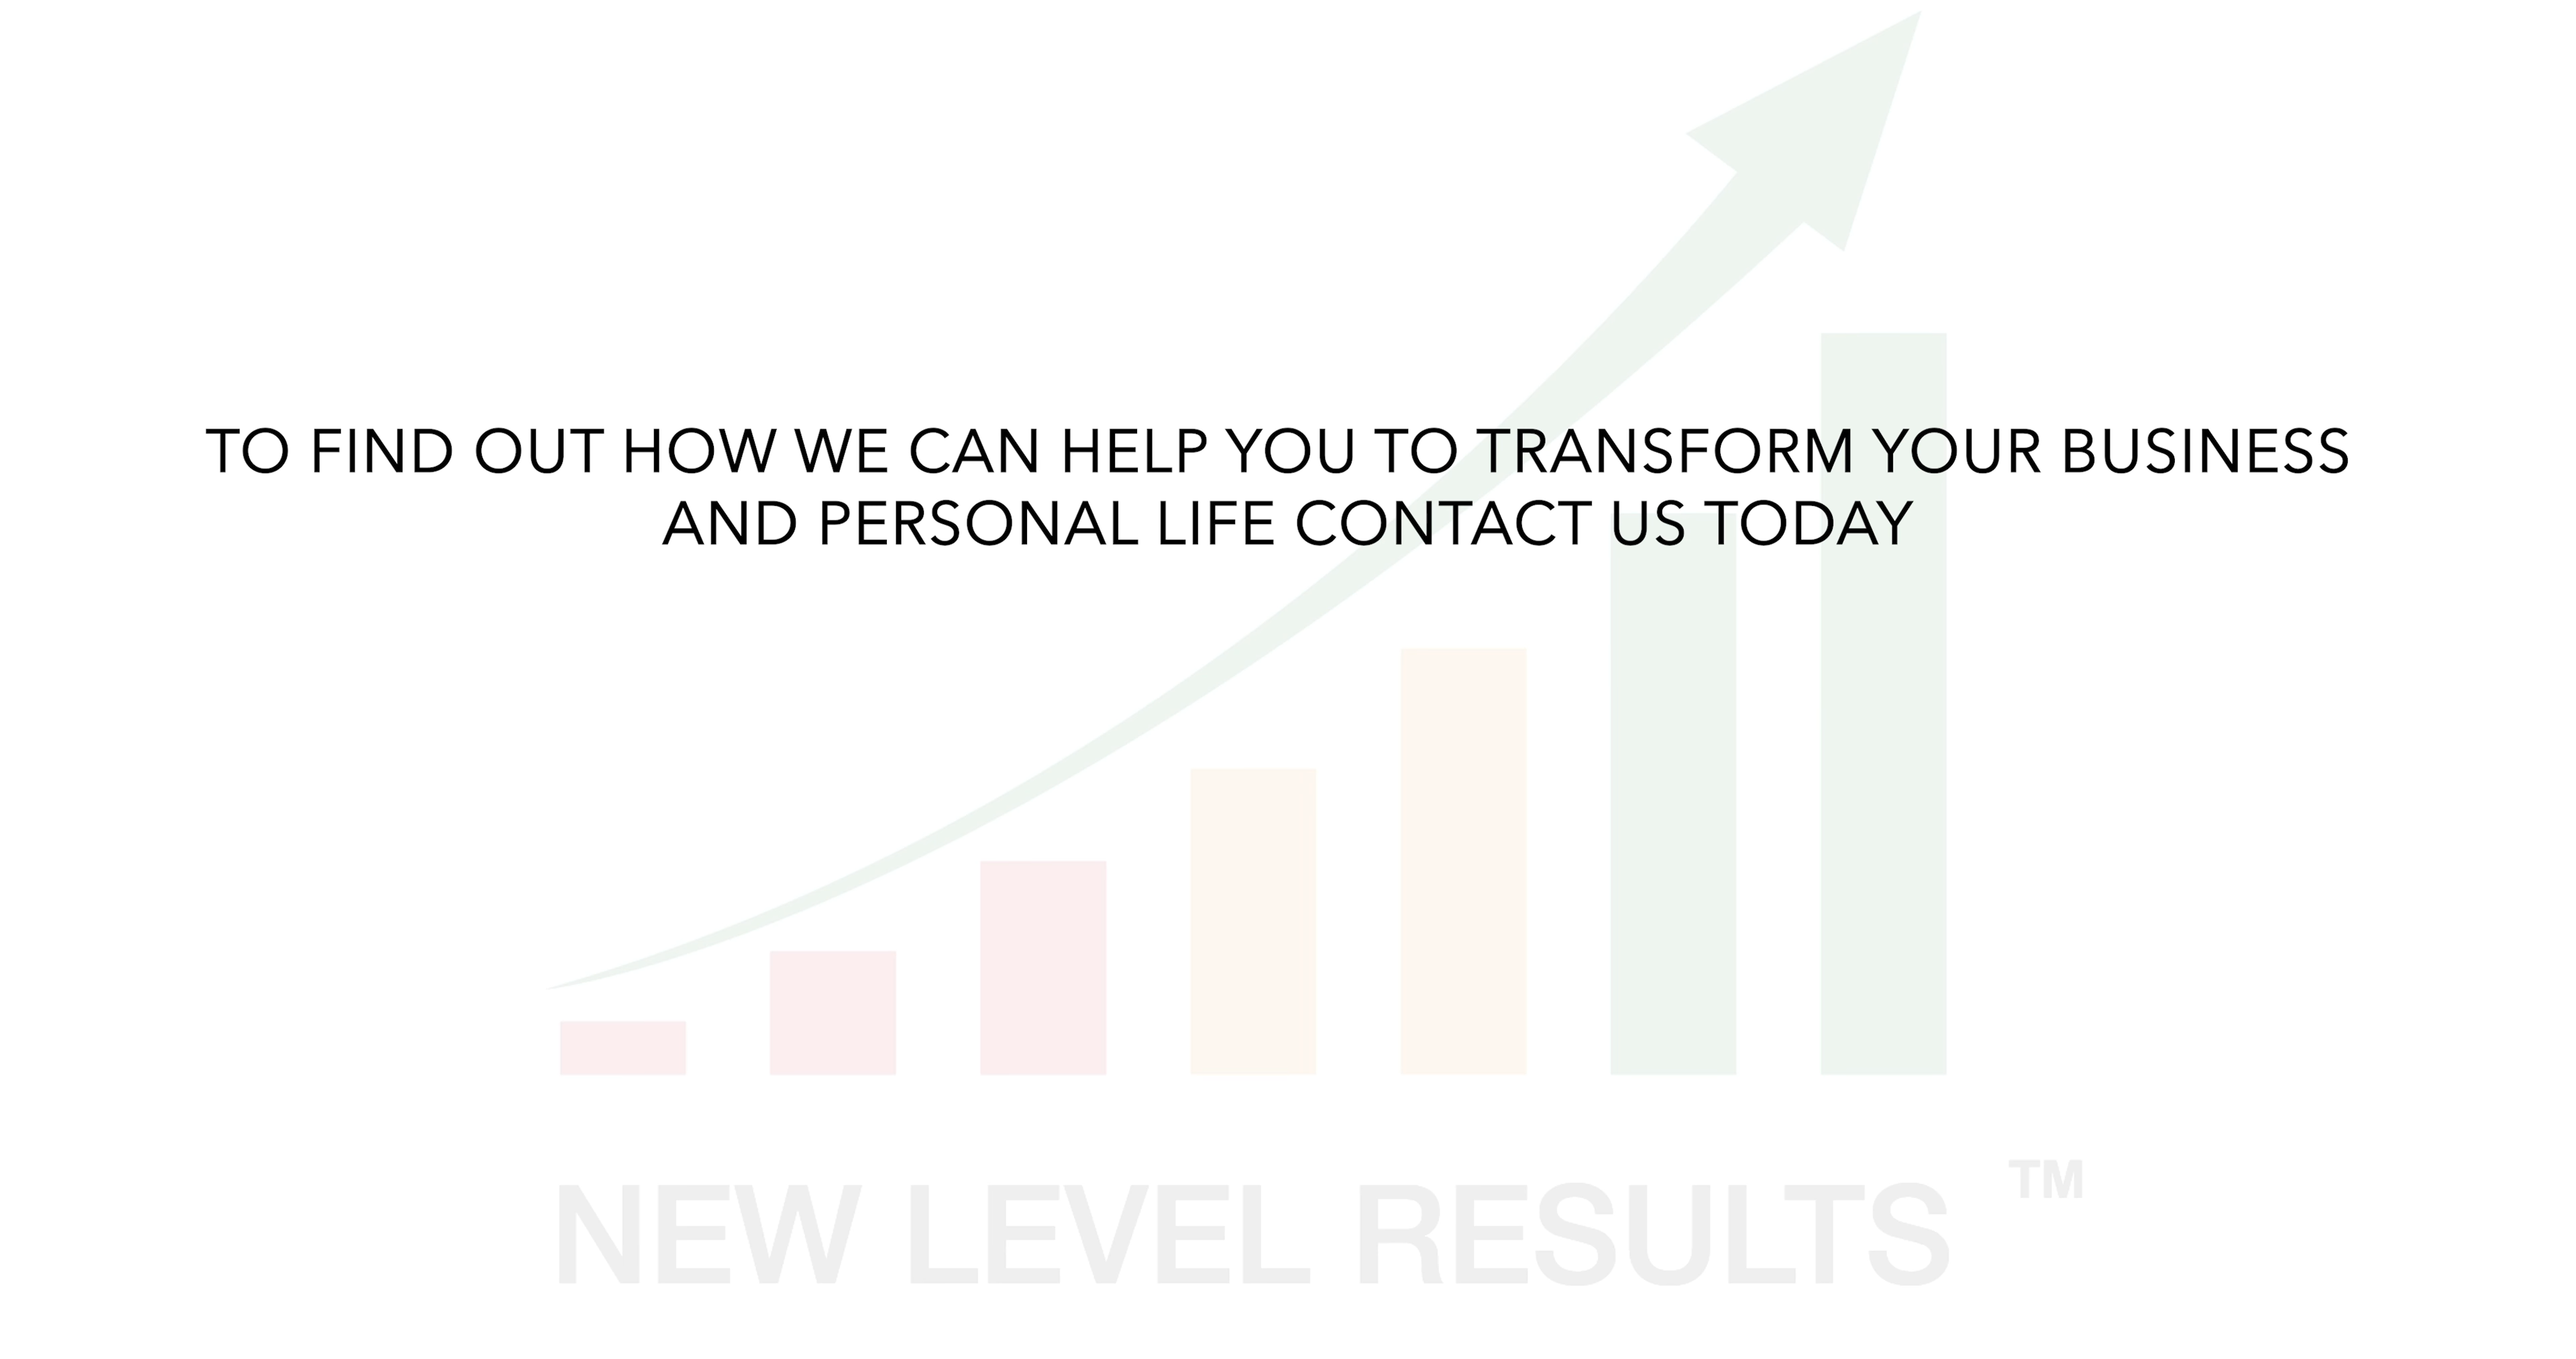 TO FIND OUT HOW WE CAN HELP YOU TO TRANSFORM YOUR BUSINESS
AND PERSONAL LIFE CONTACT US TODAY
NEW LEVEL RESULTS ™